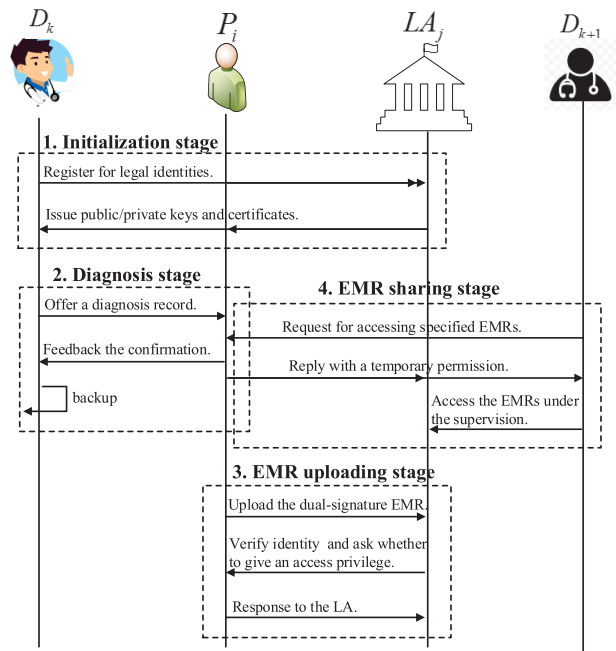 D_k
P_i
LA_j
D_{k+1}
1. Initialization stage
Register for legal identities.
Issue public/private keys and certificates.
2. Diagnosis stage
Offer a diagnosis record.
Feedback the confirmation.
backup
4. EMR sharing stage
Request for accessing specified EMRs.
Reply with a temporary permission.
Access the EMRs under
the supervision.
3. EMR uploading stage
Upload the dual-signature EMR.
Verify identity and ask whether
to give an access privilege.
Response to the LA.